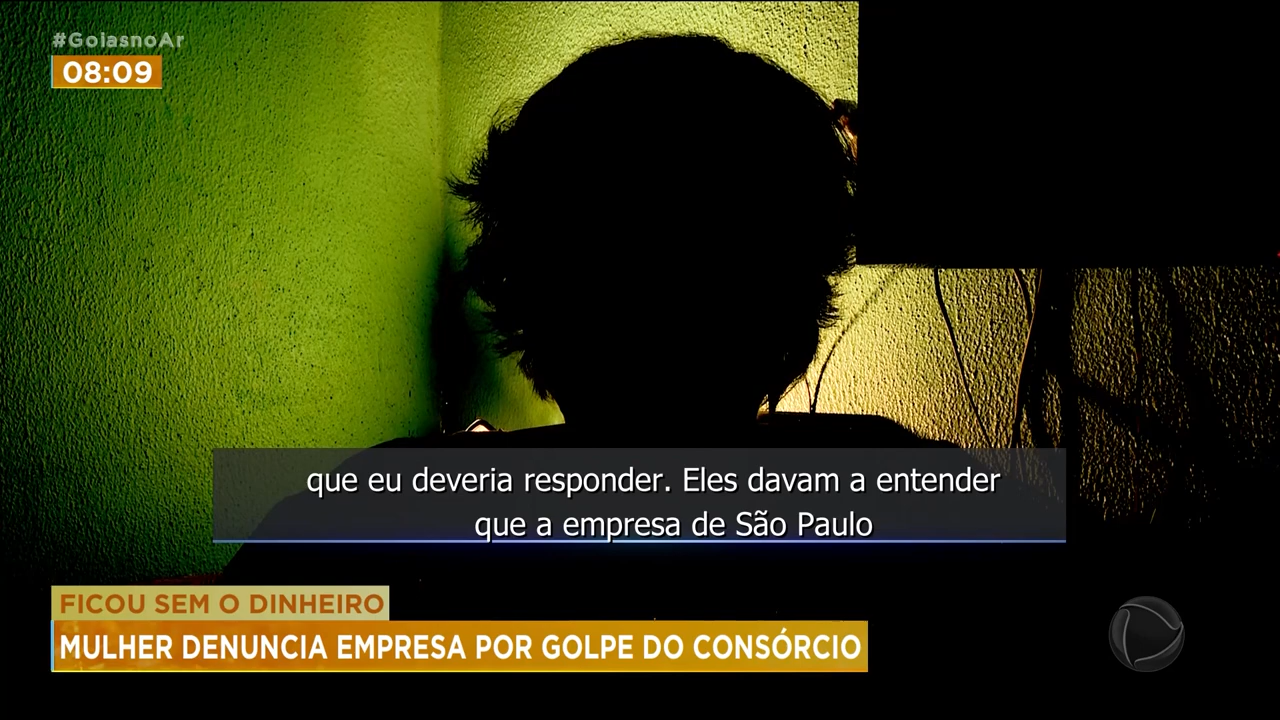 #GoiasnoAr
08:09
que eu deveria responder. Eles davam a entender
que a empresa de São Paulo
FICOU SEM O DINHEIRO
MULHER DENUNCIA EMPRESA POR GOLPE DO CONSÓRCIO